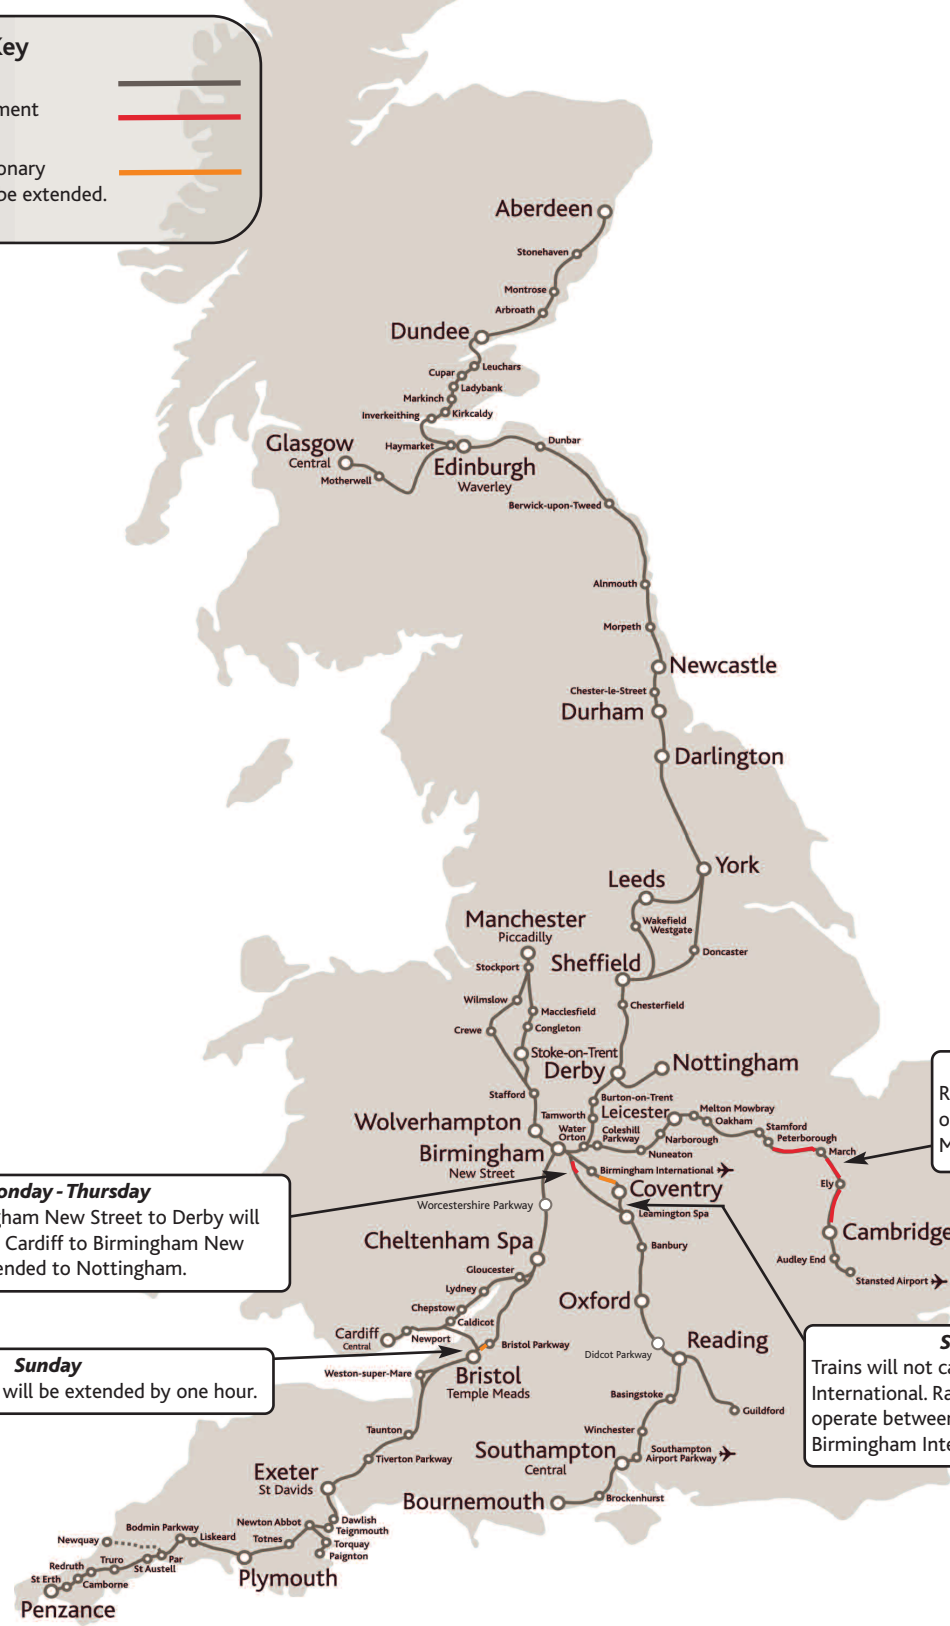 Key
ment
onary
be extended.
Aberdeen
Stonehaven
Montrose
Arbroath
Dundee
Leuchars
Cupar
Ladybank
Markinch
Kirkcaldy
Inverkeithing
Haymarket
Dunbar
Glasgow
Central
Motherwell
Edinburgh
Waverley
Berwick-upon-Tweed
Alnmouth
Morpeth
Newcastle
Chester-le-Street
Durham
Darlington
York
Leeds
Wakefield
Westgate
Manchester
Piccadilly
Doncaster
Stockport
Sheffield
Wilmslow
Chesterfield
Macclesfield
Crewe
Congleton
Stoke-on-Trent
Derby
Nottingham
Stafford
Burton-on-Trent
Tamworth
Leicester
Melton Mowbray
Oakham
Stamford
Peterborough
March
Wolverhampton
Water
Orton
Coleshill
Parkway
Narborough
Nuneaton
Birmingham
New Street
Birmingham International
Ely
Coventry
Worcestershire Parkway
Leamington Spa
Cambridge
Cheltenham Spa
Banbury
Audley End
Stansted Airport
Gloucester
Lydney
Oxford
Chepstow
Caldicot
Cardiff
Central
Newport
Bristol Parkway
Didcot Parkway
Reading
Weston-super-Mare
Bristol
Temple Meads
Basingstoke
Guildford
Taunton
Winchester
Tiverton Parkway
Southampton
Central
Southampton
Airport Parkway
Exeter
St Davids
Bournemouth
Brockenhurst
Newton Abbot
Dawlish
Teignmouth
Bodmin Parkway
Liskeard
Totnes
Torquay
Paignton
Newquay
Par
St Austell
Truro
Redruth
St Erth
Camborne
Plymouth
Penzance
onday - Thursday
gham New Street to Derby will
Cardiff to Birmingham New
ended to Nottingham.
Sunday
will be extended by one hour.
R
o
M
S
Trains will not ca
International. Ra
operate between
Birmingham Inte